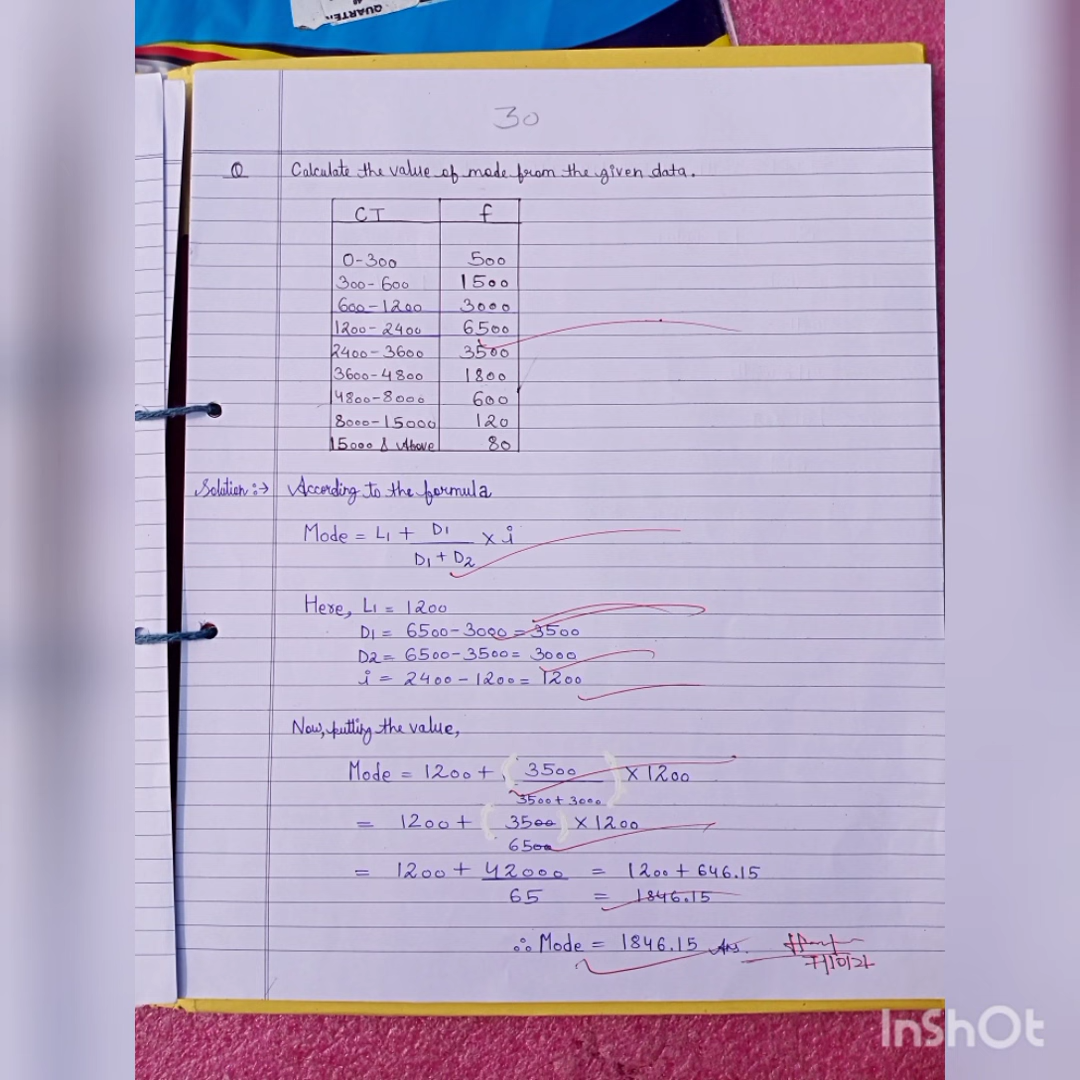 QUARTER
30
Q Calculate the value of mode from the given data.
CI f
0-300 500
300-600 1500
600-1200 3000
1200-2400 6500
2400-3600 3500
3600-4800 1800
4800-8000 600
8000-15000 120
15000 & Above 80
Solution :→ According to the formula
Mode = L1 + D1 / D1 + D2 × i
Here, L1 = 1200
D1 = 6500-3000 = 3500
D2 = 6500-3500 = 3000
i = 2400-1200 = 1200
Now, putting the value,
Mode = 1200 + (3500 / 3500+3000) × 1200
= 1200 + (3500 / 6500) × 1200
= 1200 + 42000 / 65 = 1200 + 646.15
= 1846.15
∴ Mode = 1846.15 Ans.
InShOt